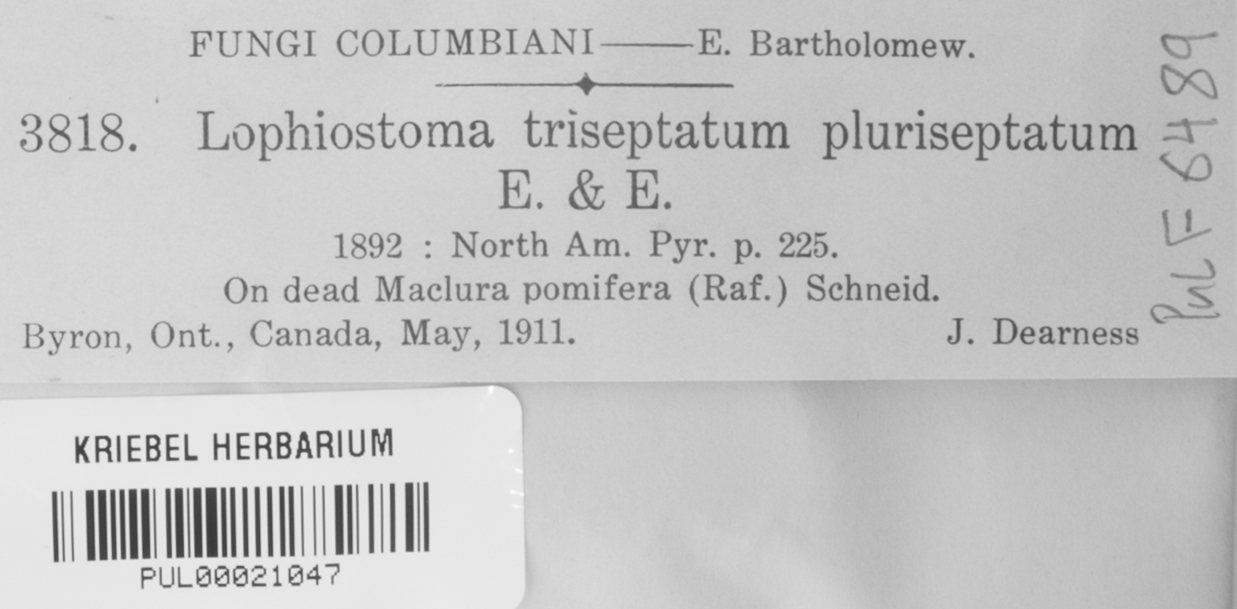 FUNGI COLUMBIANI——E. Bartholomew.
3818. Lophiostoma triseptatum pluriseptatum
E. & E.
1892 : North Am. Pyr. p. 225.
On dead Maclura pomifera (Raf.) Schneid.
Byron, Ont., Canada, May, 1911. J. Dearness
PUL F 6489
KRIEBEL HERBARIUM
PUL00021047